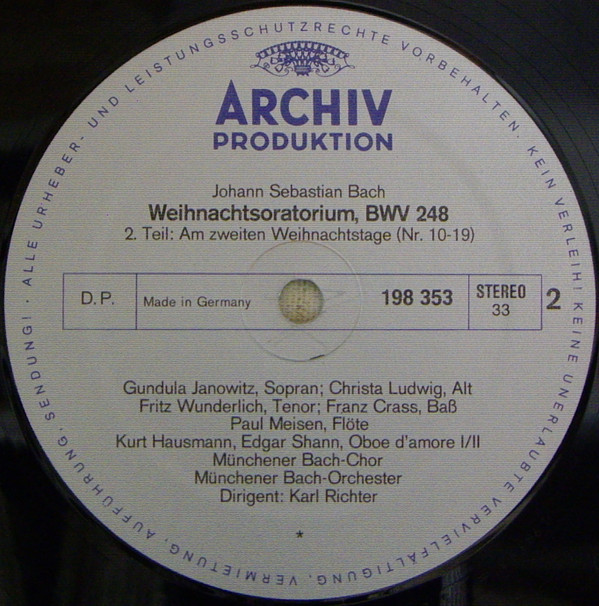 ALLE URHEBER- UND LEISTUNGSSCHUTZRECHTE VORBEHALTEN. KEIN VERLEIH! KEINE UNERLAUBTE VERVIELFÄLTIGUNG, VERMIETUNG, AUFFÜHRUNG, SENDUNG! ·
ARCHIV
PRODUKTION
Johann Sebastian Bach
Weihnachtsoratorium, BWV 248
2. Teil: Am zweiten Weihnachtstage (Nr. 10-19)
D.P.
Made in Germany
198 353
STEREO
33
2
Gundula Janowitz, Sopran; Christa Ludwig, Alt
Fritz Wunderlich, Tenor; Franz Crass, Baß
Paul Meisen, Flöte
Kurt Hausmann, Edgar Shann, Oboe d'amore I/II
Münchener Bach-Chor
Münchener Bach-Orchester
Dirigent: Karl Richter
*